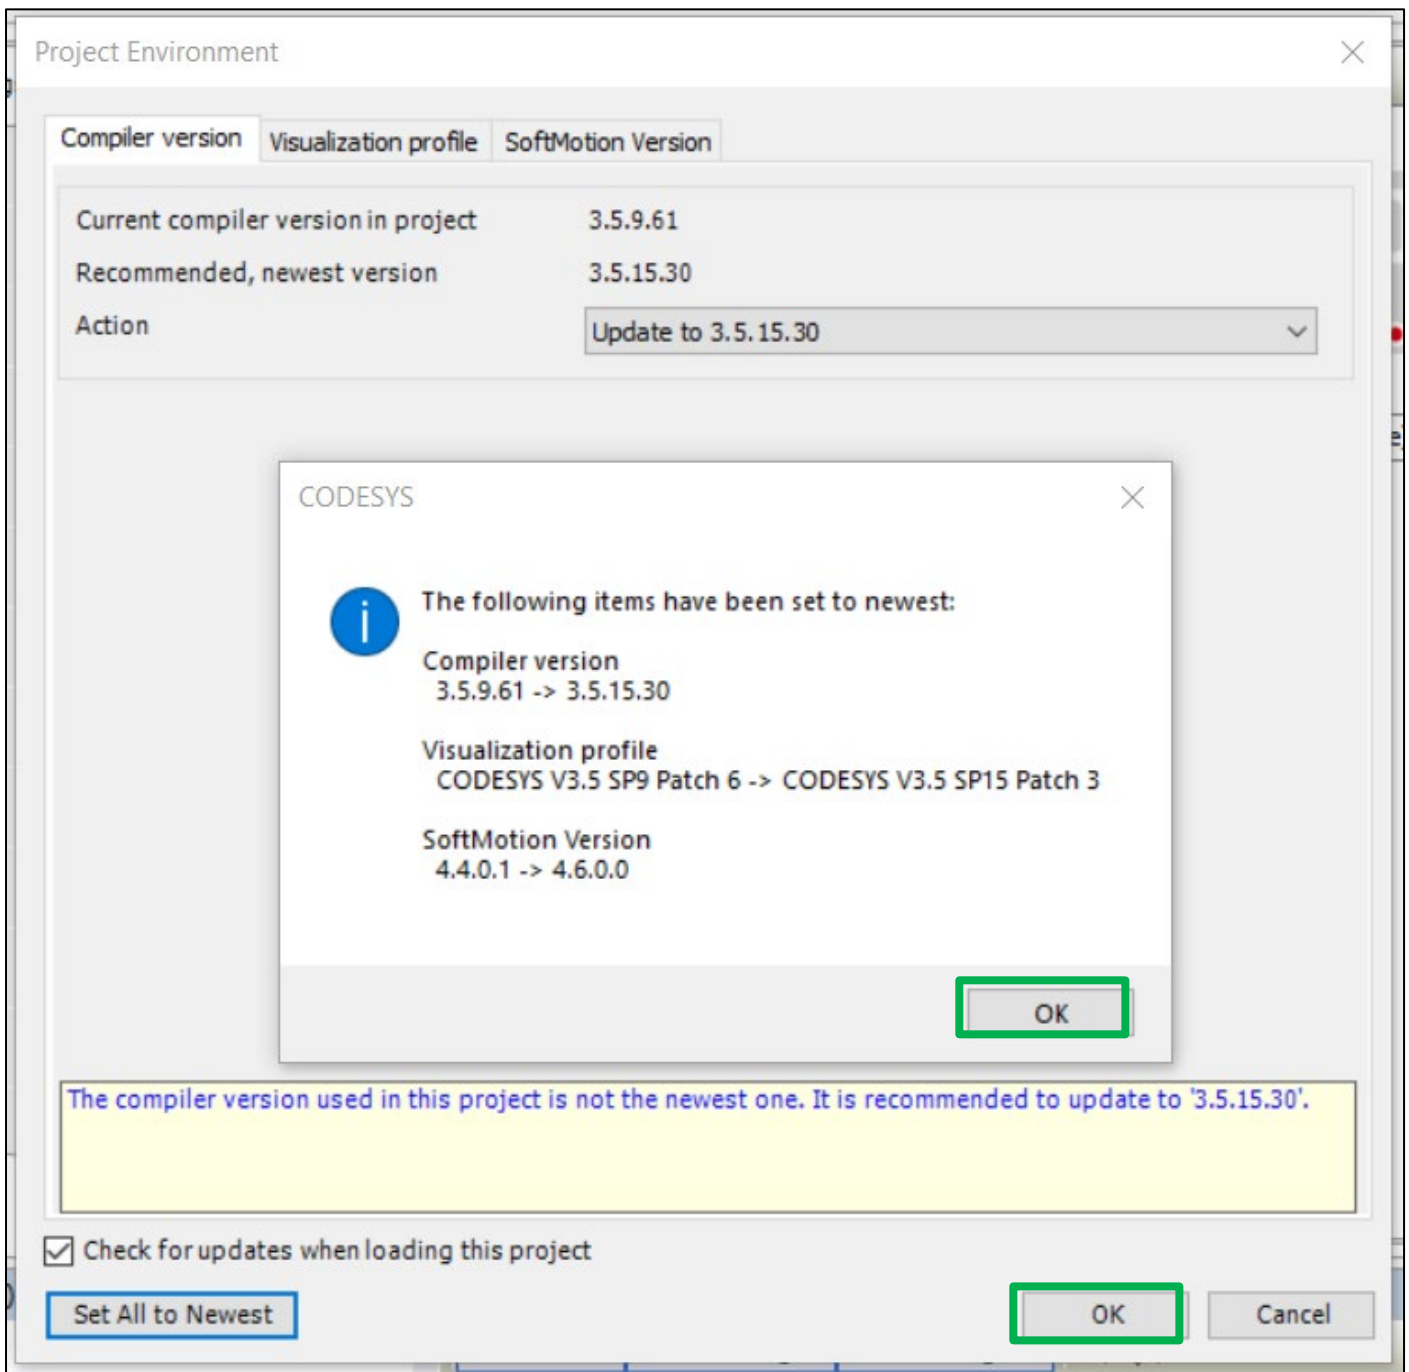 Project Environment
Compiler version
Visualization profile
SoftMotion Version
Current compiler version in project 3.5.9.61
Recommended, newest version 3.5.15.30
Action Update to 3.5.15.30
CODESYS
The following items have been set to newest:
Compiler version
3.5.9.61 -> 3.5.15.30
Visualization profile
CODESYS V3.5 SP9 Patch 6 -> CODESYS V3.5 SP15 Patch 3
SoftMotion Version
4.4.0.1 -> 4.6.0.0
OK
The compiler version used in this project is not the newest one. It is recommended to update to '3.5.15.30'.
Check for updates when loading this project
Set All to Newest
OK
Cancel